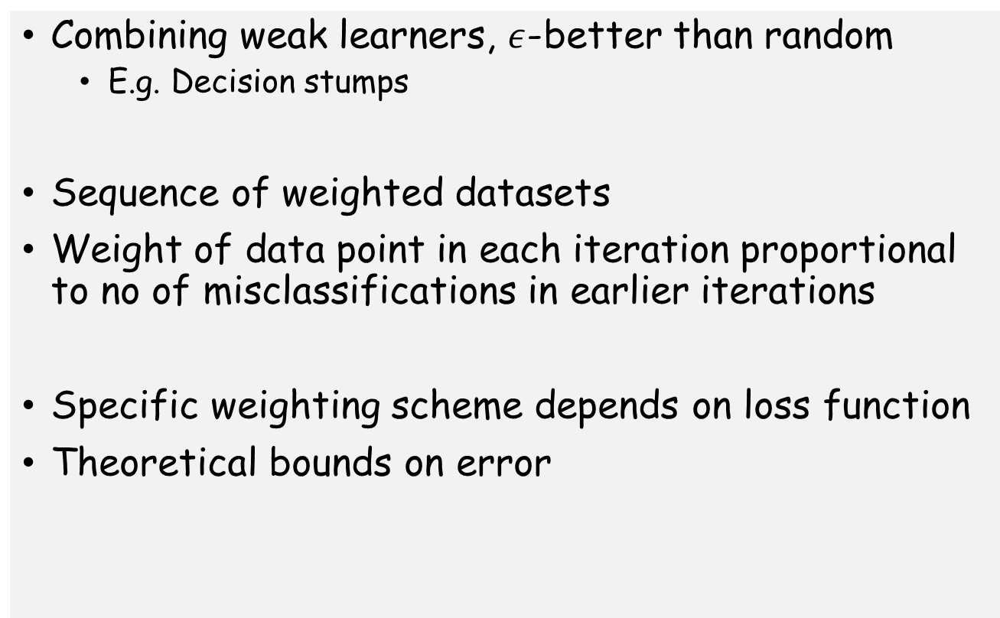 • Combining weak learners, ϵ-better than random
• E.g. Decision stumps
• Sequence of weighted datasets
• Weight of data point in each iteration proportional
to no of misclassifications in earlier iterations
• Specific weighting scheme depends on loss function
• Theoretical bounds on error